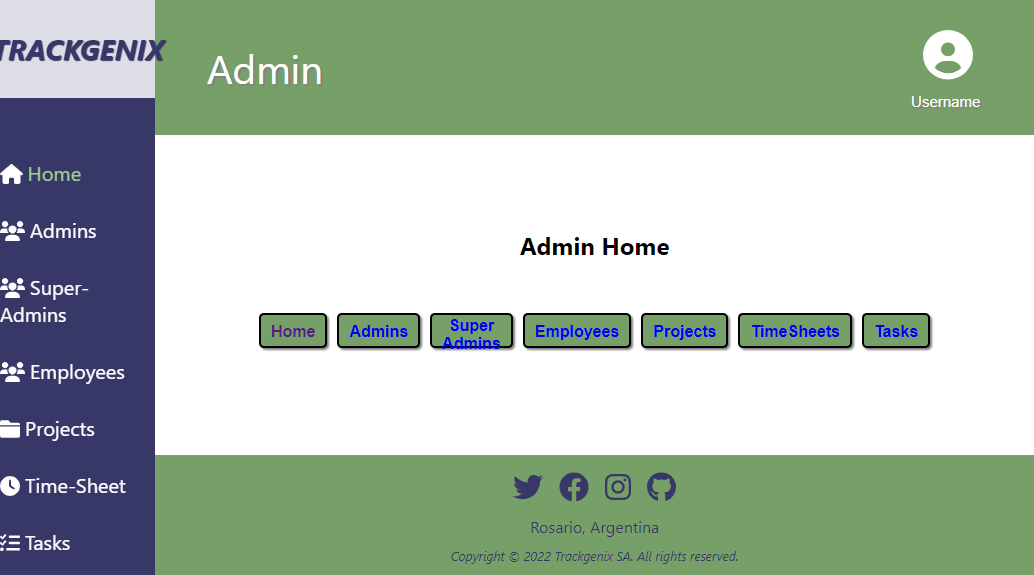 TRACKGENIX
Admin
Username
Home
Admins
Super-
Admins
Employees
Projects
Time-Sheet
Tasks
Admin Home
Home
Admins
Super
Admins
Employees
Projects
TimeSheets
Tasks
Rosario, Argentina
Copyright © 2022 Trackgenix SA. All rights reserved.